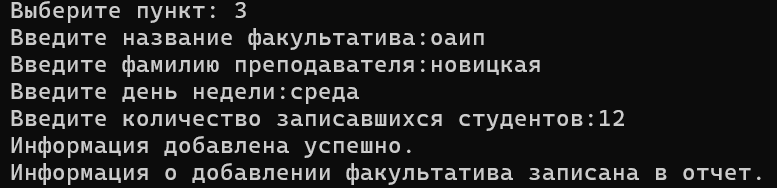 Выберите пункт: 3
Введите название факультатива:оаип
Введите фамилию преподавателя:новицкая
Введите день недели:среда
Введите количество записавшихся студентов:12
Информация добавлена успешно.
Информация о добавлении факультатива записана в отчет.